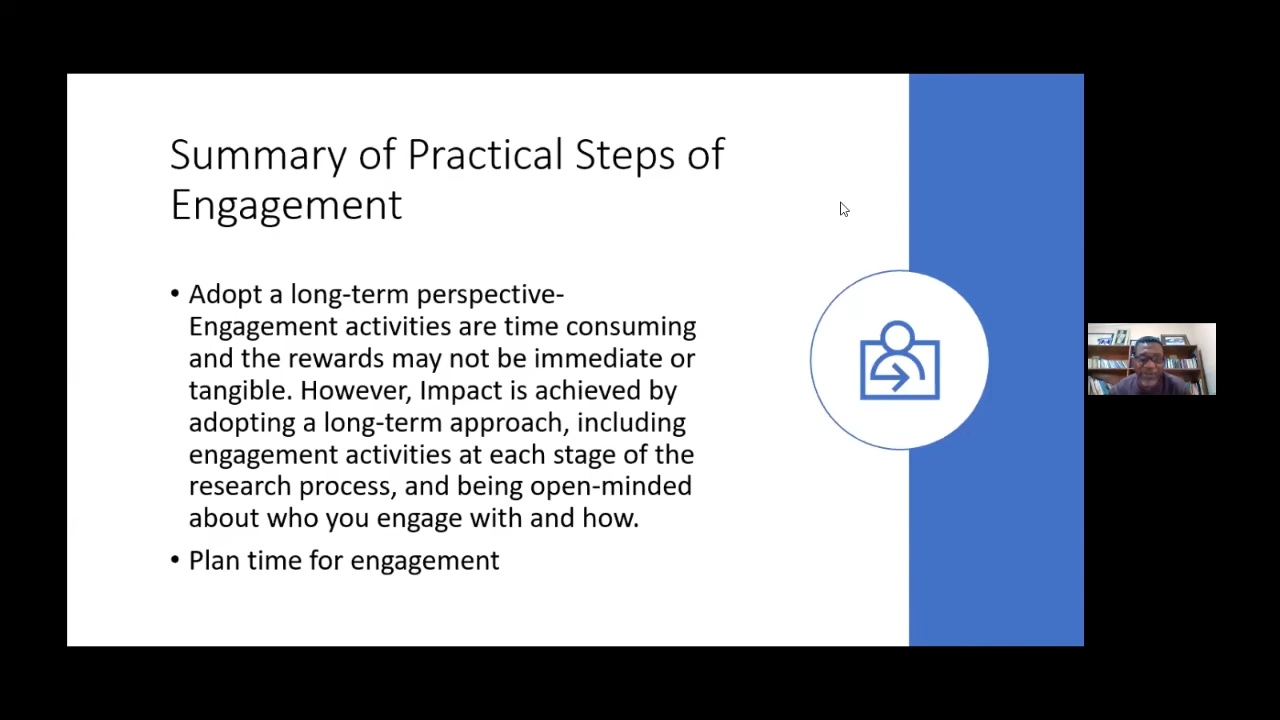 Summary of Practical Steps of
Engagement
• Adopt a long-term perspective-
Engagement activities are time consuming
and the rewards may not be immediate or
tangible. However, Impact is achieved by
adopting a long-term approach, including
engagement activities at each stage of the
research process, and being open-minded
about who you engage with and how.
• Plan time for engagement